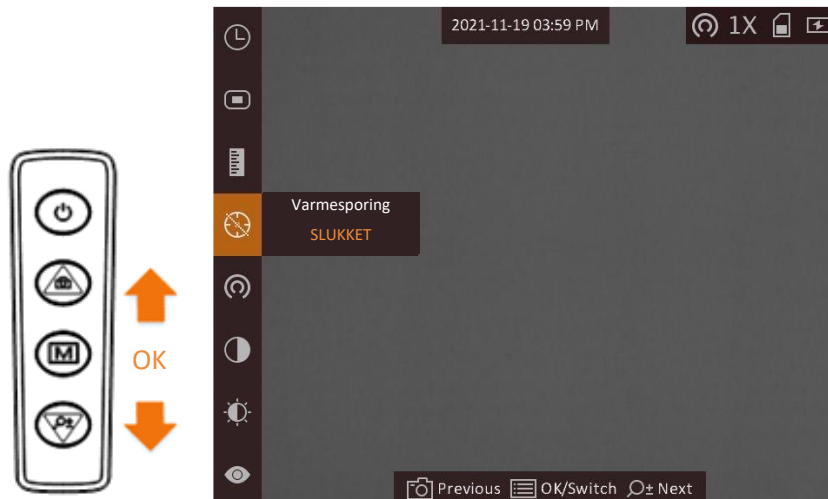 2021-11-19 03:59 PM
1X
Varmesporing
SLUKKET
M
OK
Previous OK/Switch ± Next